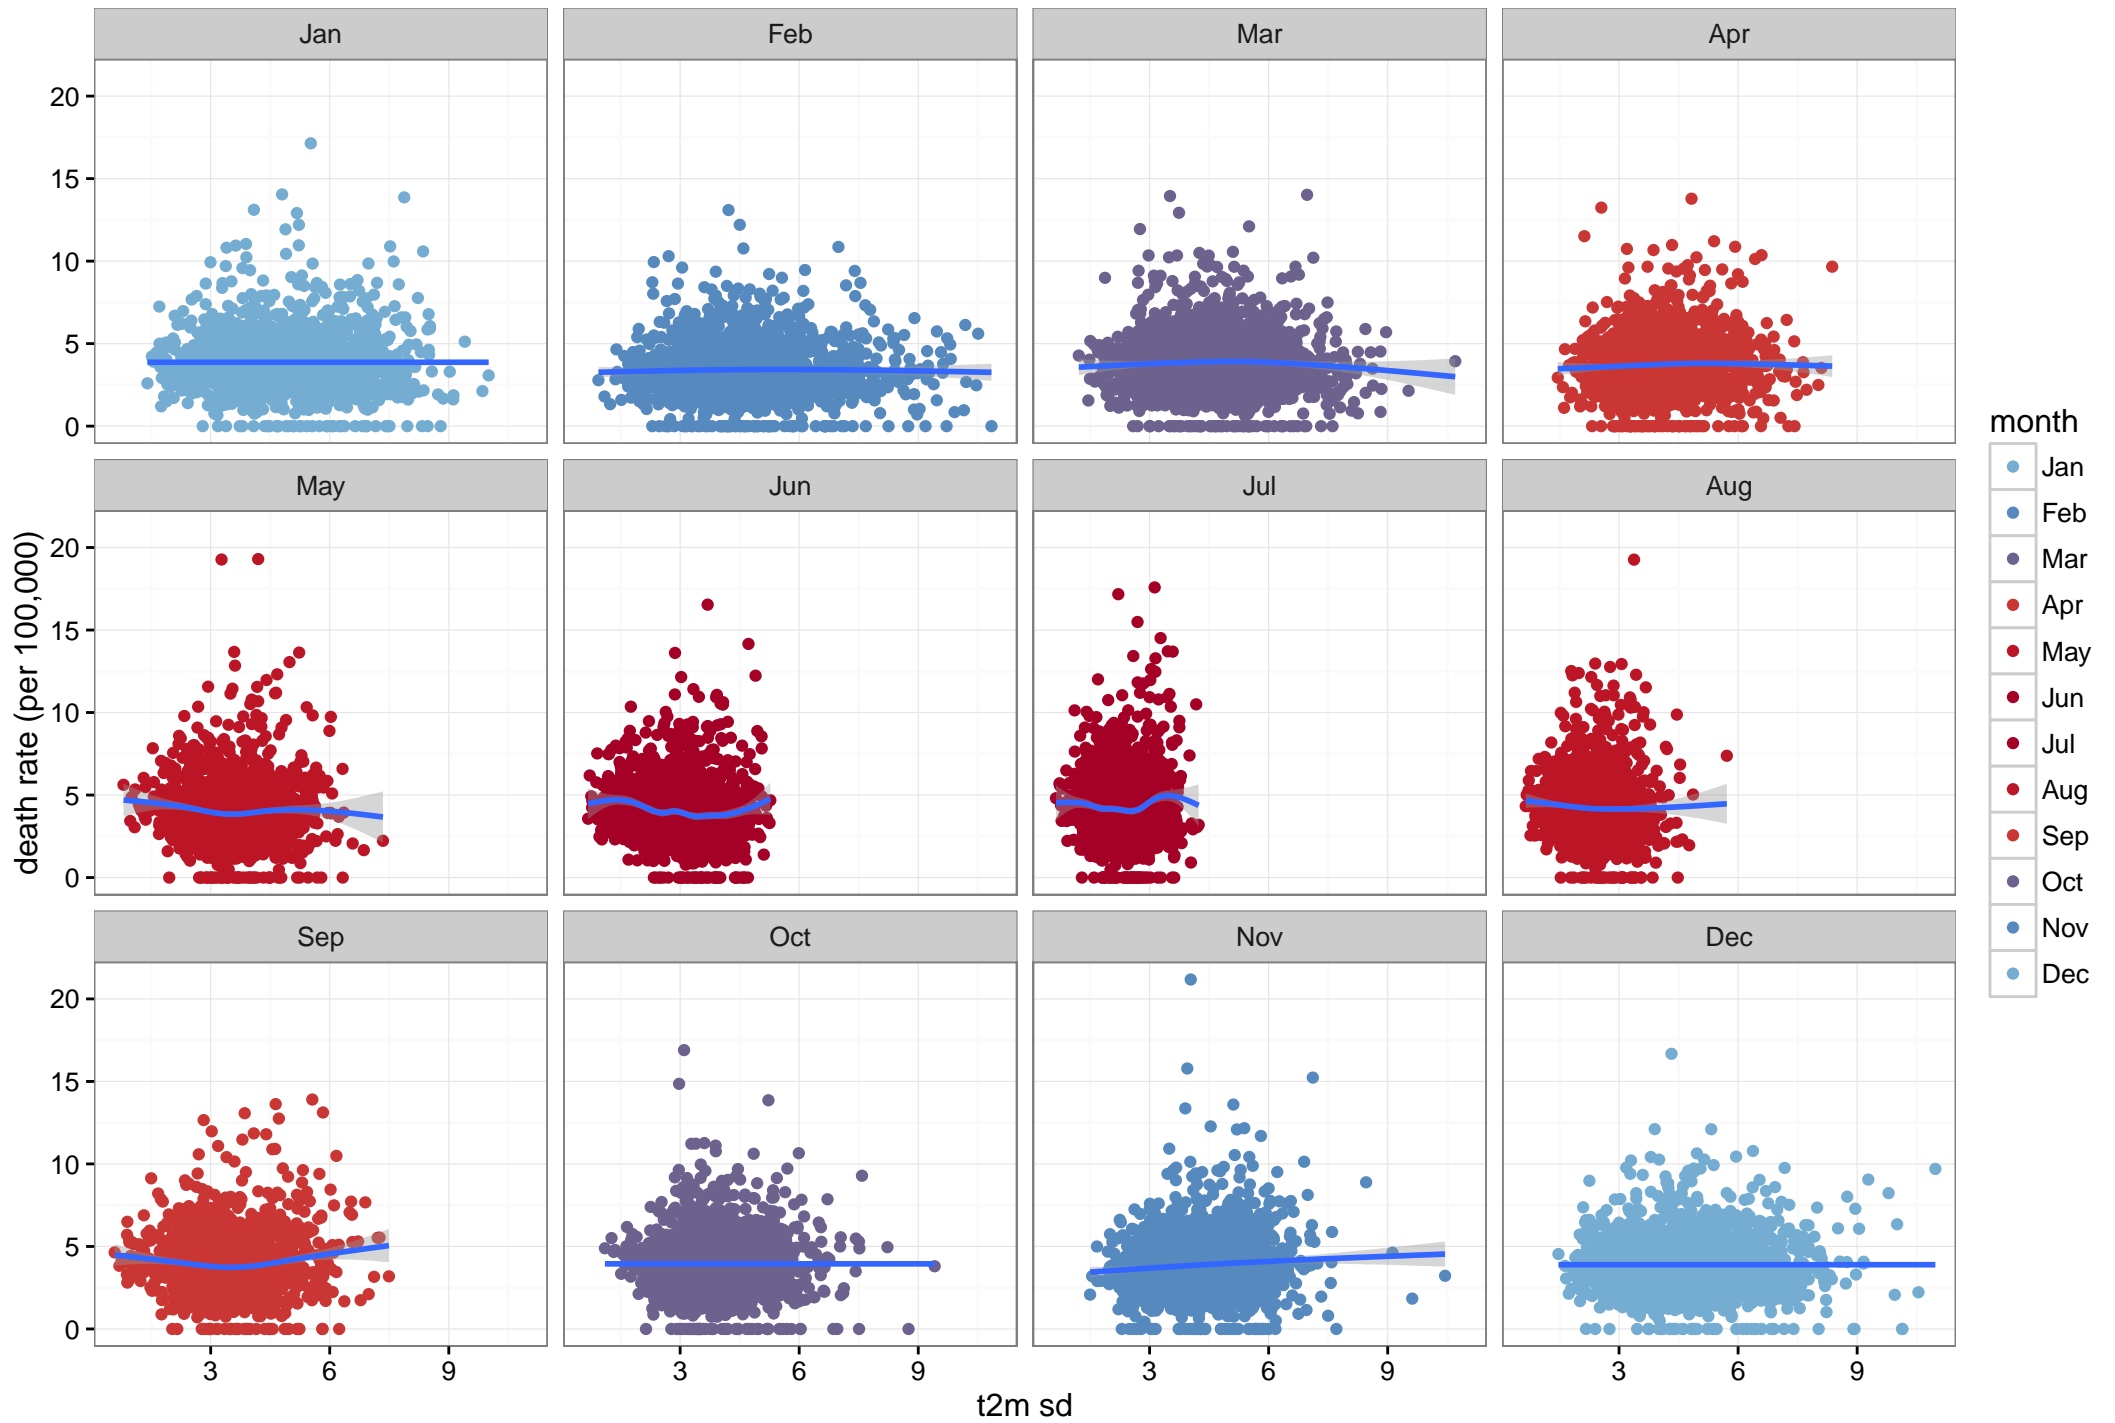 Jan Feb Mar Apr
20
15
10
5
0
May Jun Jul Aug
20
15
10
5
0
Sep Oct Nov Dec
20
15
10
5
0
3 6 9 3 6 9 3 6 9 3 6 9
t2m sd
death rate (per 100,000)
month
Jan
Feb
Mar
Apr
May
Jun
Jul
Aug
Sep
Oct
Nov
Dec